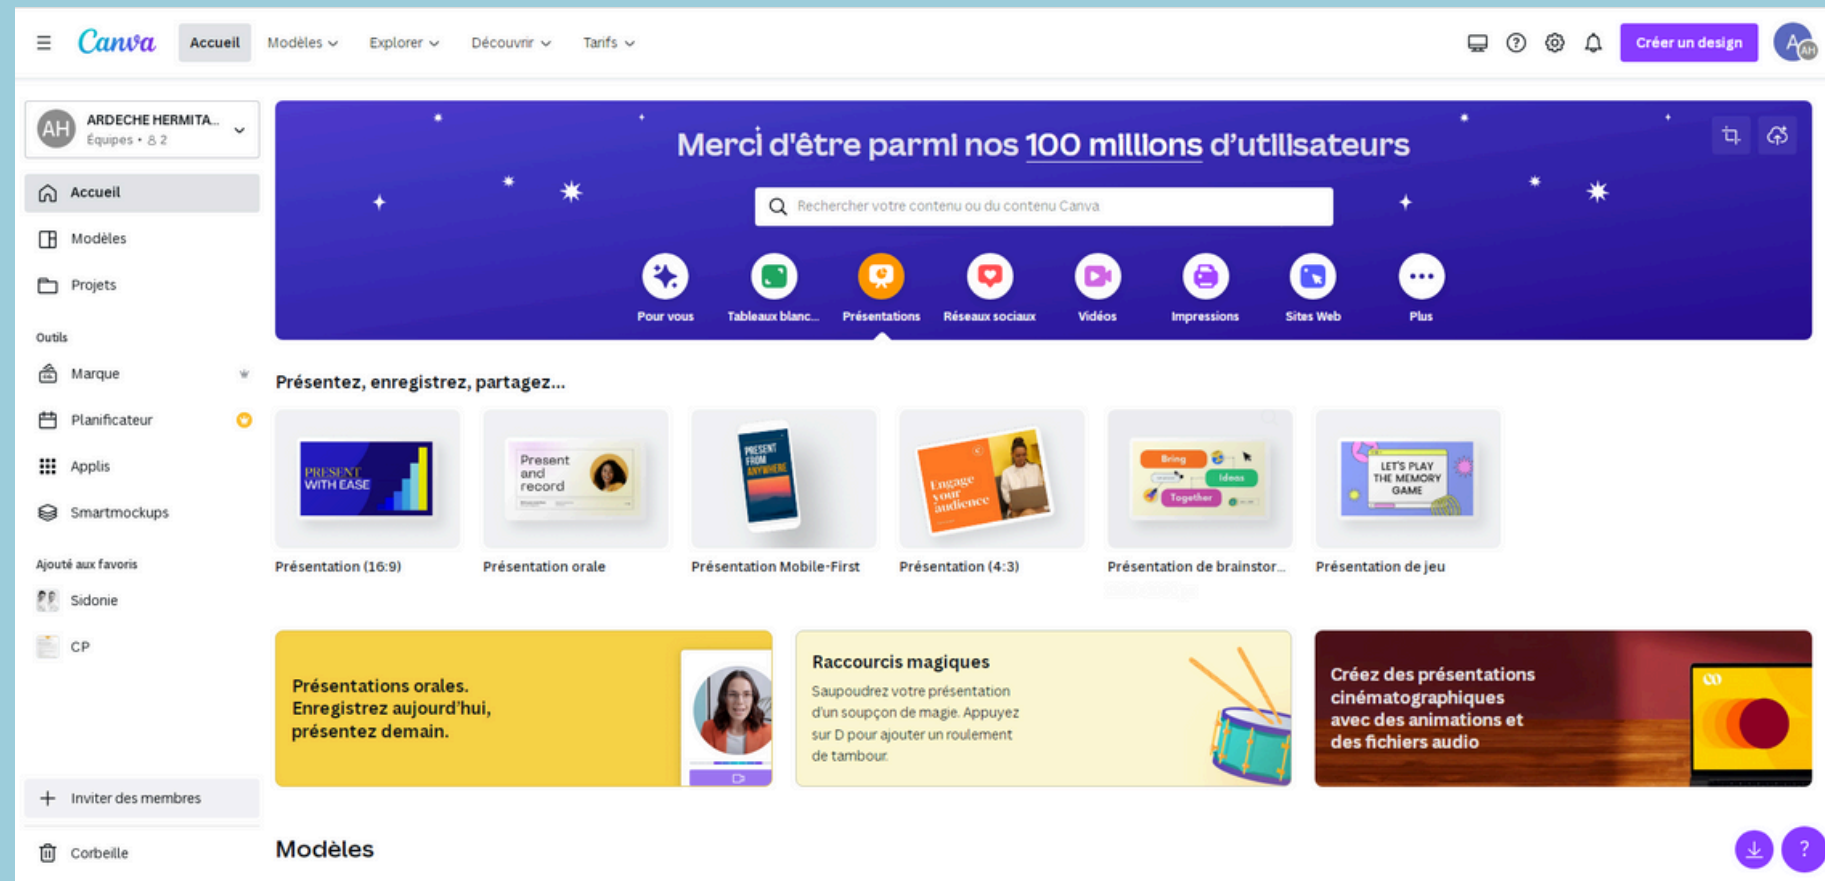 Canva
Accueil
Modèles
Explorer
Découvrir
Tarifs
Créer un design
A
AH
AH
ARDECHE HERMITA...
Équipes • 2
Accueil
Modèles
Projets
Outils
Marque
Planificateur
Applis
Smartmockups
Ajouté aux favoris
Sidonie
CP
Inviter des membres
Corbeille
Merci d'être parmi nos 100 millions d'utilisateurs
Rechercher votre contenu ou du contenu Canva
Pour vous
Tableaux blanc...
Présentations
Réseaux sociaux
Vidéos
Impressions
Sites Web
Plus
Présentez, enregistrez, partagez...
PRESENT
WITH EASE
Présentation (16:9)
Present
and
record
Présentation orale
PRESENT
FROM
ANYWHERE
Présentation Mobile-First
Engage
your
audience
Présentation (4:3)
Bring
Ideas
Together
Présentation de brainstor...
LET'S PLAY
THE MEMORY
GAME
Présentation de jeu
Présentations orales.
Enregistrez aujourd'hui,
présentez demain.
Raccourcis magiques
Saupoudrez votre présentation
d'un soupçon de magie. Appuyez
sur D pour ajouter un roulement
de tambour.
Créez des présentations
cinématographiques
avec des animations et
des fichiers audio
Modèles
?